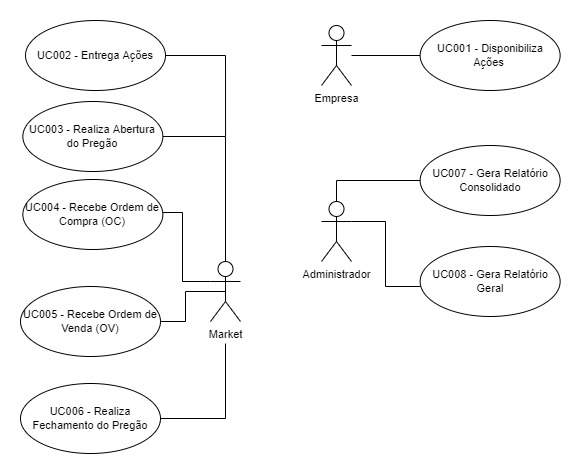 UC002 - Entrega Ações
UC003 - Realiza Abertura
do Pregão
UC004 - Recebe Ordem de
Compra (OC)
UC005 - Recebe Ordem de
Venda (OV)
UC006 - Realiza
Fechamento do Pregão
Market
Empresa
UC001 - Disponibiliza
Ações
Administrador
UC007 - Gera Relatório
Consolidado
UC008 - Gera Relatório
Geral